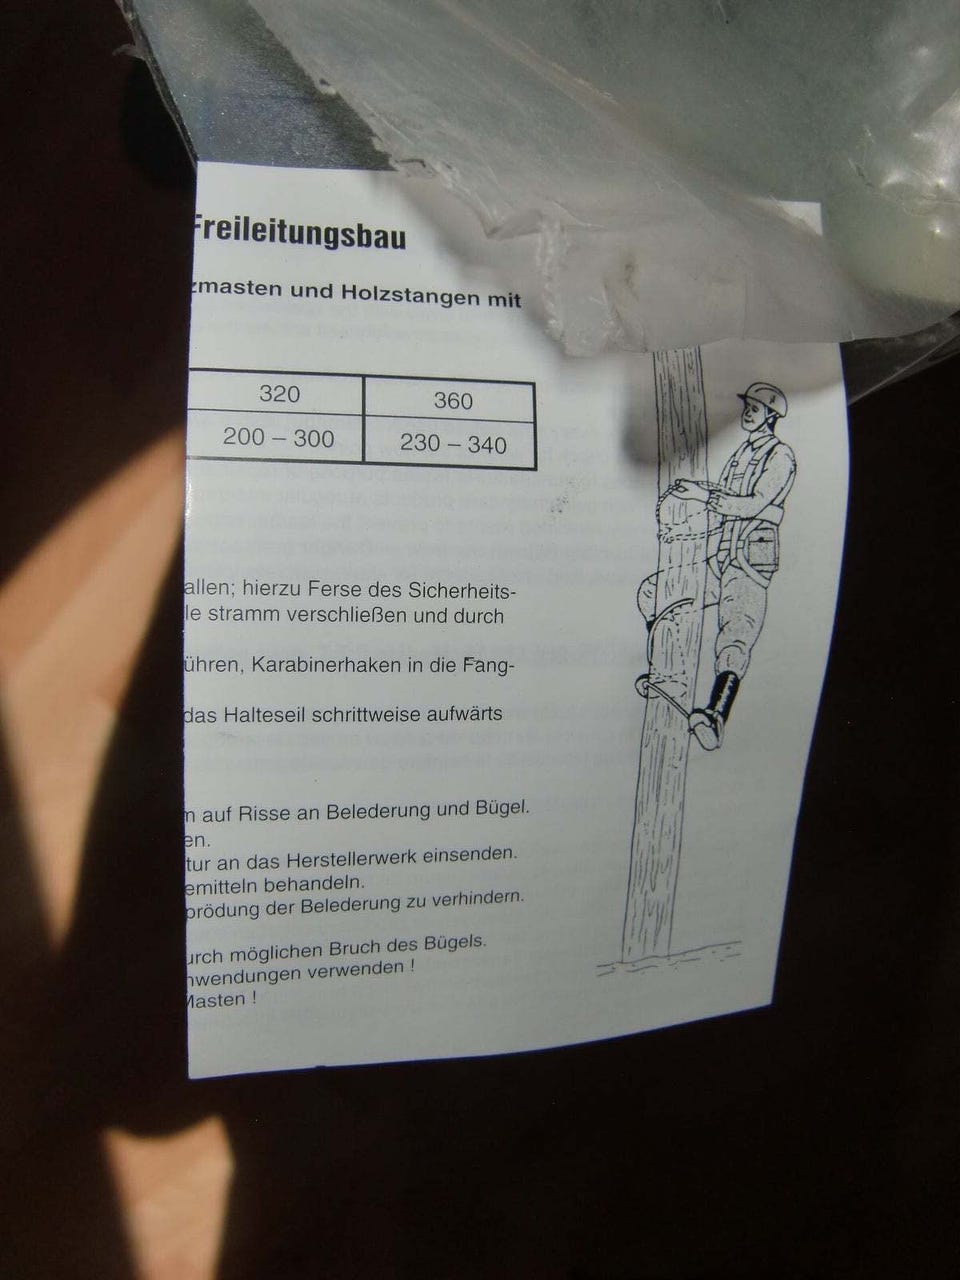 Freileitungsbau
zmasten und Holzstangen mit
320 360
200 – 300 230 – 340
allen; hierzu Ferse des Sicherheits-
le stramm verschließen und durch
ühren, Karabinerhaken in die Fang-
das Halteseil schrittweise aufwärts
n auf Risse an Belederung und Bügel.
en.
tur an das Herstellerwerk einsenden.
emitteln behandeln.
prödung der Belederung zu verhindern.
urch möglichen Bruch des Bügels.
nwendungen verwenden !
Masten !